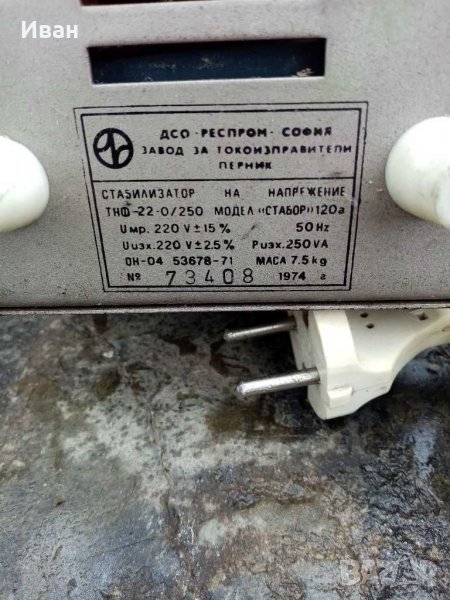 Иван
ДСО · РЕСПРОМ · СОФИЯ
ЗАВОД ЗА ТОКОИЗПРАВИТЕЛИ
ПЕРНИК
СТАБИЛИЗАТОР НА НАПРЕЖЕНИЕ
ТНФ-22-0/250 МОДЕЛ «СТАБОР» 120а
Uмр. 220 V ± 15 % 50 Hz
Uизх. 220 V ± 2.5 % Ризх. 250 VA
ОН-04 53678-71 МАСА 7.5 kg
№ 73408 1974 г
BAZAR